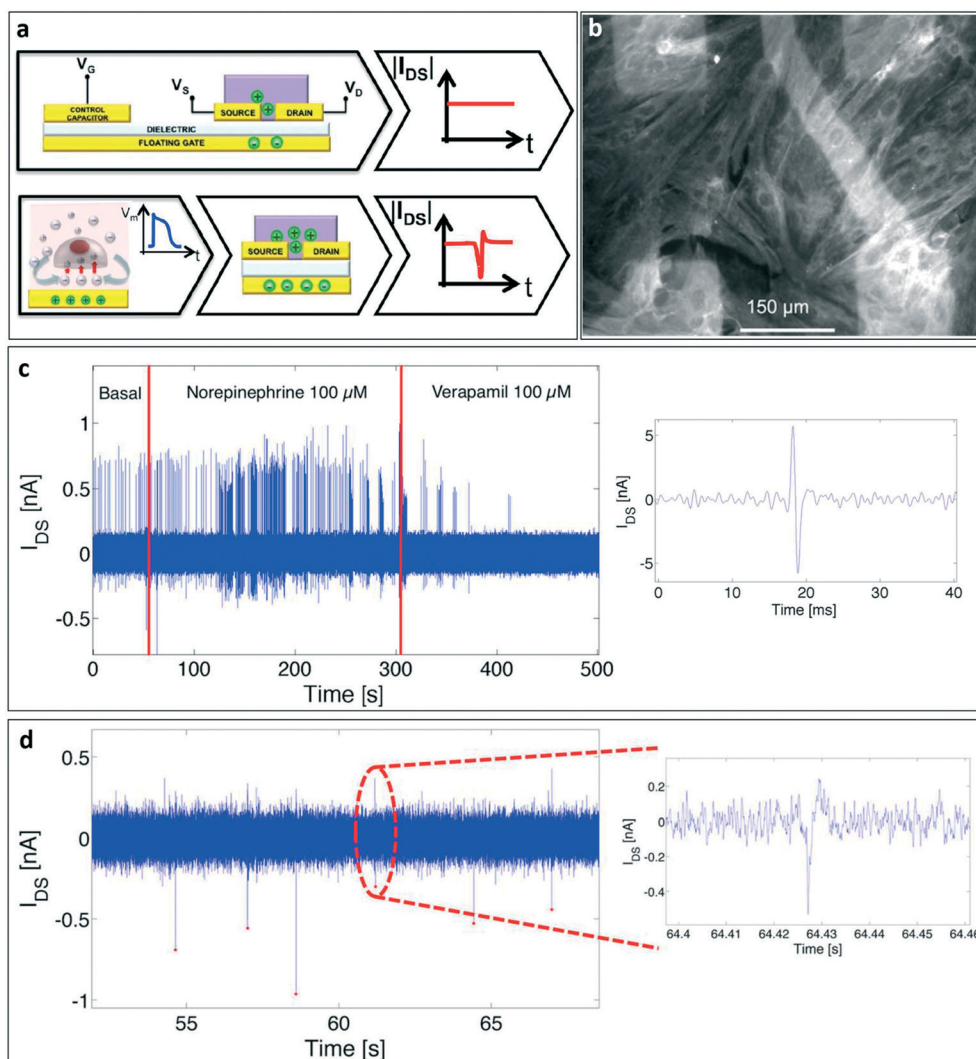 a
V_G
CONTROL
CAPACITOR
V_S
V_D
SOURCE
DRAIN
DIELECTRIC
FLOATING GATE
|I_DS|
t
V_m
t
SOURCE
DRAIN
|I_DS|
t
b
150 µm
c
Basal
Norepinephrine 100 µM
Verapamil 100 µM
I_DS [nA]
1
0.5
0
-0.5
0 100 200 300 400 500
Time [s]
I_DS [nA]
5
0
-5
0 10 20 30 40
Time [ms]
d
I_DS [nA]
0.5
0
-0.5
-1
55 60 65
Time [s]
I_DS [nA]
0.2
0
-0.2
-0.4
64.4 64.41 64.42 64.43 64.44 64.45 64.46
Time [s]